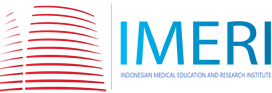 IMERI
INDONESIAN MEDICAL EDUCATION AND RESEARCH INSTITUTE